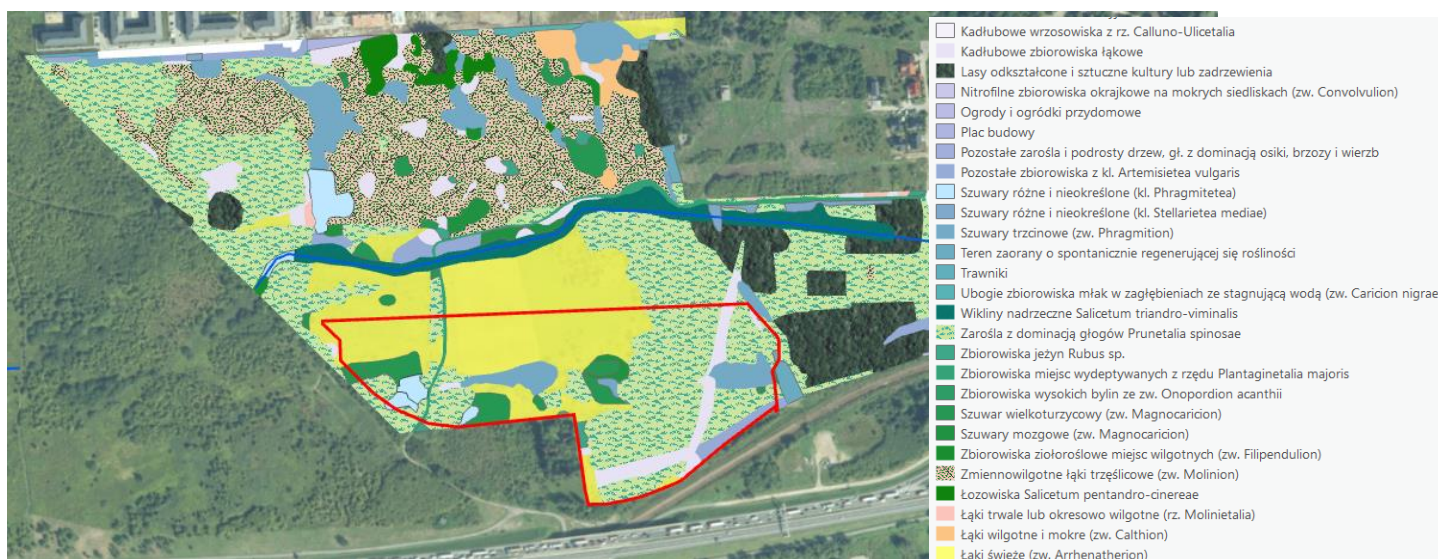 Kadłubowe wrzosowiska z rz. Calluno-Ulicetalia
Kadłubowe zbiorowiska łąkowe
Lasy odkształcone i sztuczne kultury lub zadrzewienia
Nitrofilne zbiorowiska okrajkowe na mokrych siedliskach (zw. Convolvulion)
Ogrody i ogródki przydomowe
Plac budowy
Pozostałe zarośla i podrosty drzew, gł. z dominacją osiki, brzozy i wierzb
Pozostałe zbiorowiska z kl. Artemisietea vulgaris
Szuwary różne i nieokreślone (kl. Phragmitetea)
Szuwary różne i nieokreślone (kl. Stellarietea mediae)
Szuwary trzcinowe (zw. Phragmition)
Teren zaorany o spontanicznie regenerującej się rośliności
Trawniki
Ubogie zbiorowiska młak w zagłębieniach ze stagnującą wodą (zw. Caricion nigrae
Wikliny nadrzeczne Salicetum triandro-viminalis
Zarośla z dominacją głogów Prunetalia spinosae
Zbiorowiska jeżyn Rubus sp.
Zbiorowiska miejsc wydeptywanych z rzędu Plantaginetalia majoris
Zbiorowiska wysokich bylin ze zw. Onopordion acanthii
Szuwar wielkoturzycowy (zw. Magnocaricion)
Szuwary mozgowe (zw. Magnocaricion)
Zbiorowiska ziołoroślowe miejsc wilgotnych (zw. Filipendulion)
Zmiennowilgotne łąki trzęślicowe (zw. Molinion)
Łozowiska Salicetum pentandro-cinereae
Łąki trwale lub okresowo wilgotne (rz. Molinietalia)
Łąki wilgotne i mokre (zw. Calthion)
Łąki świeże (zw. Arrhenatherion)